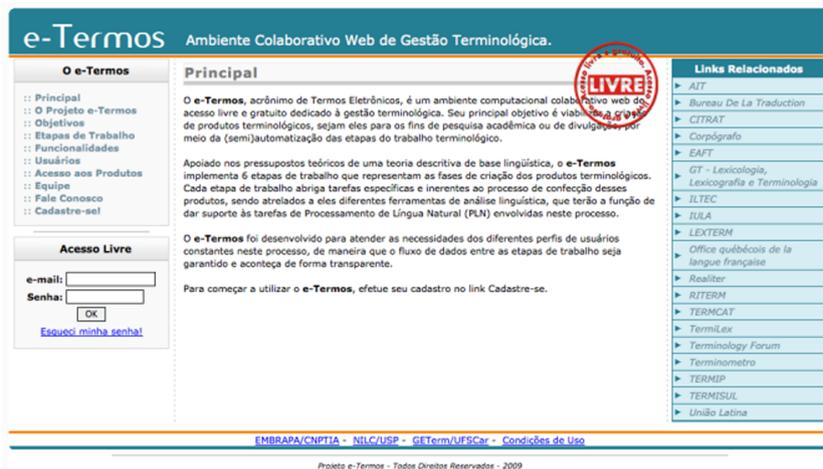 e-Termos
Ambiente Colaborativo Web de Gestão Terminológica.
O e-Termos
:: Principal
:: O Projeto e-Termos
:: Objetivos
:: Etapas de Trabalho
:: Funcionalidades
:: Usuários
:: Acesso aos Produtos
:: Equipe
:: Fale Conosco
:: Cadastre-se!
Acesso Livre
e-mail:
Senha:
OK
Esqueci minha senha!
Principal
LIVRE
O e-Termos, acrônimo de Termos Eletrônicos, é um ambiente computacional colaborativo web de
acesso livre e gratuito dedicado à gestão terminológica. Seu principal objetivo é viabilizar a criação
de produtos terminológicos, sejam eles para os fins de pesquisa acadêmica ou de divulgação, por
meio da (semi)automatização das etapas do trabalho terminológico.
Apoiado nos pressupostos teóricos de uma teoria descritiva de base lingüística, o e-Termos
implementa 6 etapas de trabalho que representam as fases de criação dos produtos terminológicos.
Cada etapa de trabalho abriga tarefas específicas e inerentes ao processo de confecção desses
produtos, sendo atrelados a eles diferentes ferramentas de análise linguística, que terão a função de
dar suporte às tarefas de Processamento de Língua Natural (PLN) envolvidas neste processo.
O e-Termos foi desenvolvido para atender as necessidades dos diferentes perfis de usuários
constantes neste processo, de maneira que o fluxo de dados entre as etapas de trabalho seja
garantido e aconteça de forma transparente.
Para começar a utilizar o e-Termos, efetue seu cadastro no link Cadastre-se.
Links Relacionados
AIT
Bureau De La Traduction
CITRAT
Corpógrafo
EAFT
GT - Lexicologia,
Lexicografia e Terminologia
ILTEC
IULA
LEXTERM
Office québécois de la
langue française
Realiter
RITERM
TERMCAT
TermiLex
Terminology Forum
Terminometro
TERMIP
TERMISUL
União Latina
EMBRAPA/CNPTIA - NILC/USP - GETerm/UFSCar - Condições de Uso
Projeto e-Termos - Todos Direitos Reservados - 2009